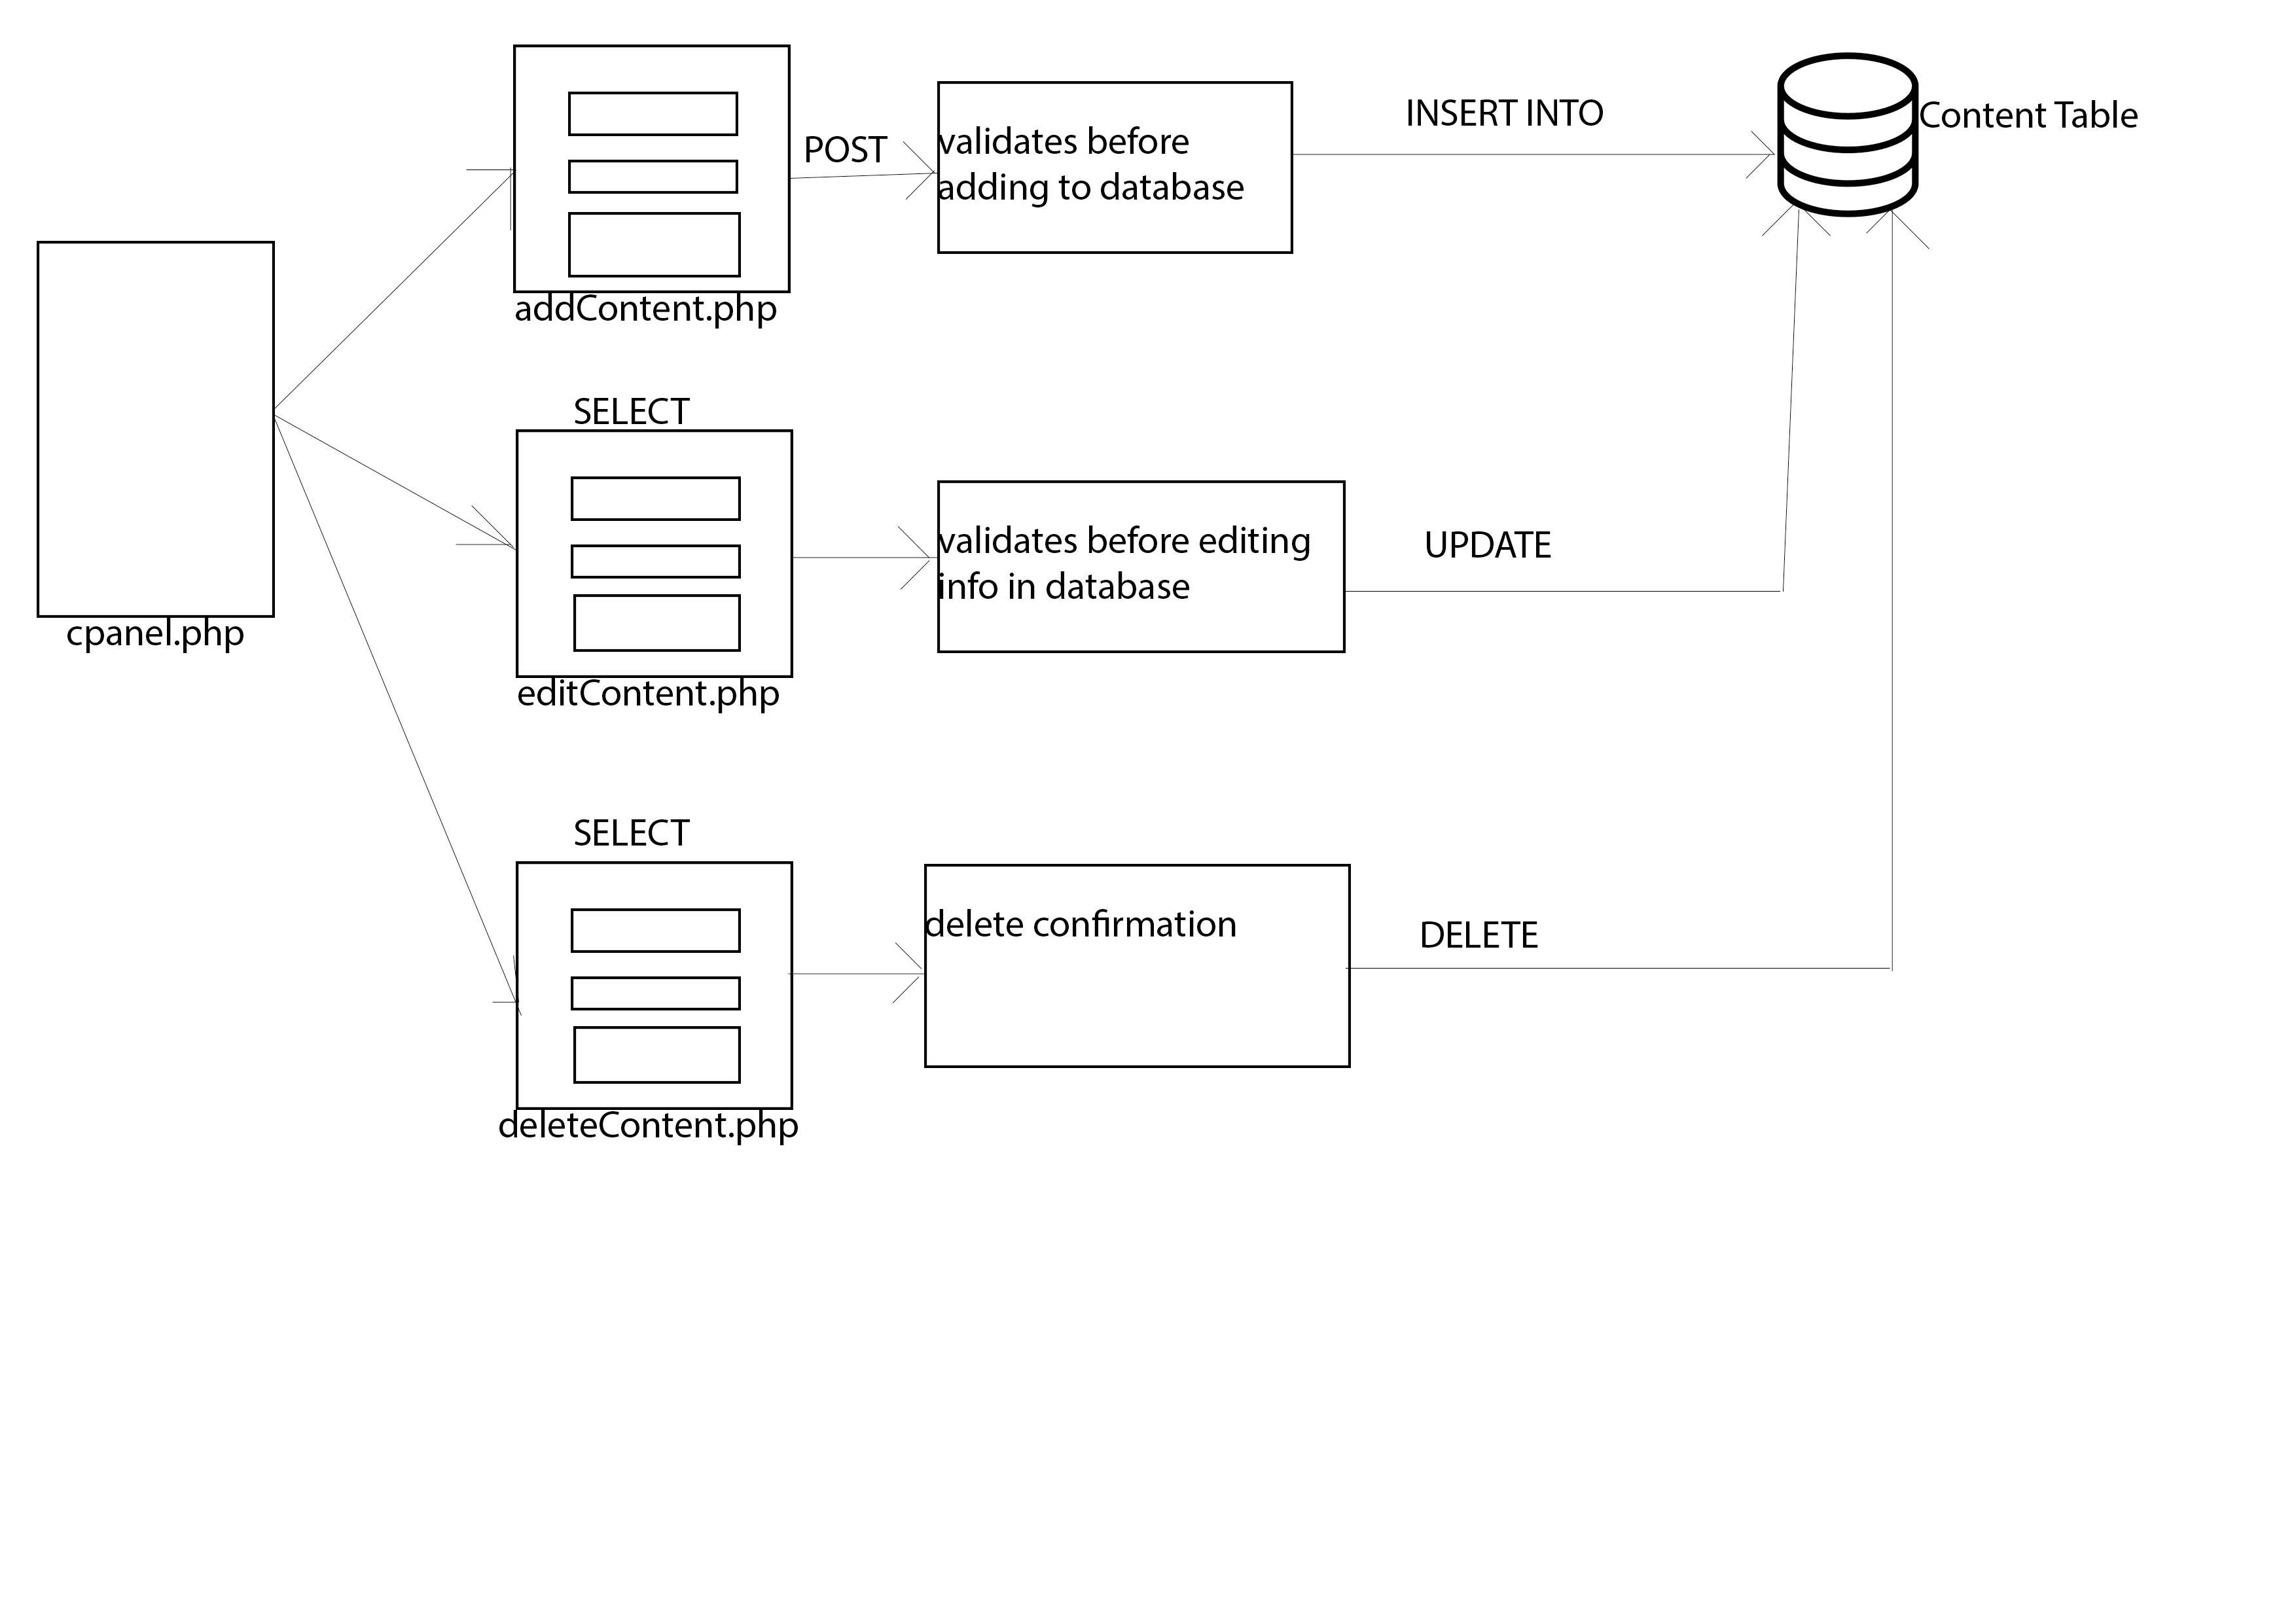 INSERT INTO
Content Table
POST
validates before
adding to database
addContent.php
SELECT
validates before editing
info in database
UPDATE
cpanel.php
editContent.php
SELECT
delete confirmation
DELETE
deleteContent.php